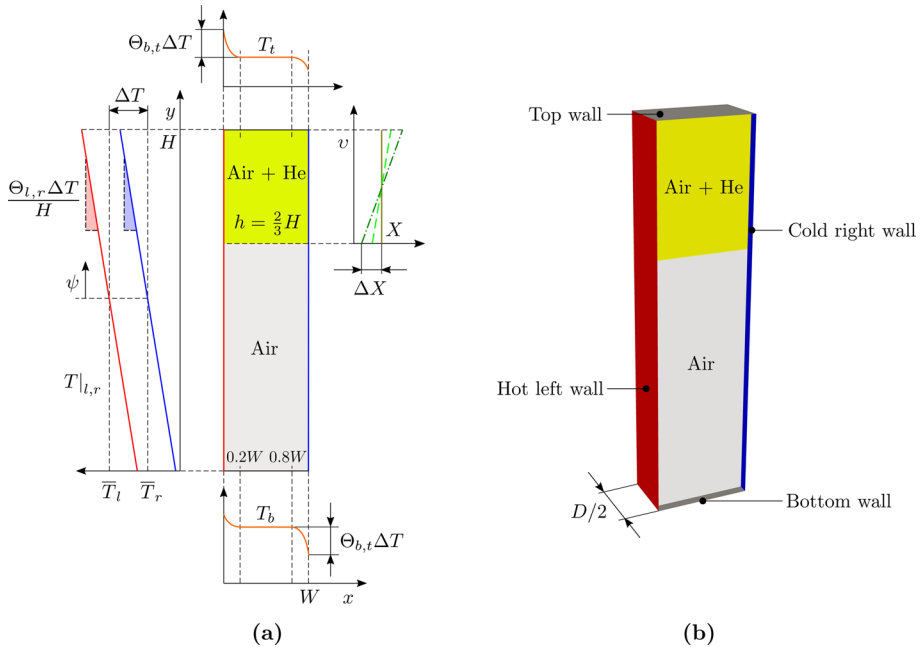 Θ_{b,t}ΔT
T_t
ΔT
y
H
υ
Air + He
h = 2/3 H
Θ_{l,r}ΔT
H
X
ΔX
ψ
Air
T|_{l,r}
0.2W 0.8W
T̅_l T̅_r
T_b
Θ_{b,t}ΔT
W x
(a)
Top wall
Air + He
Cold right wall
Air
Hot left wall
D/2
Bottom wall
(b)